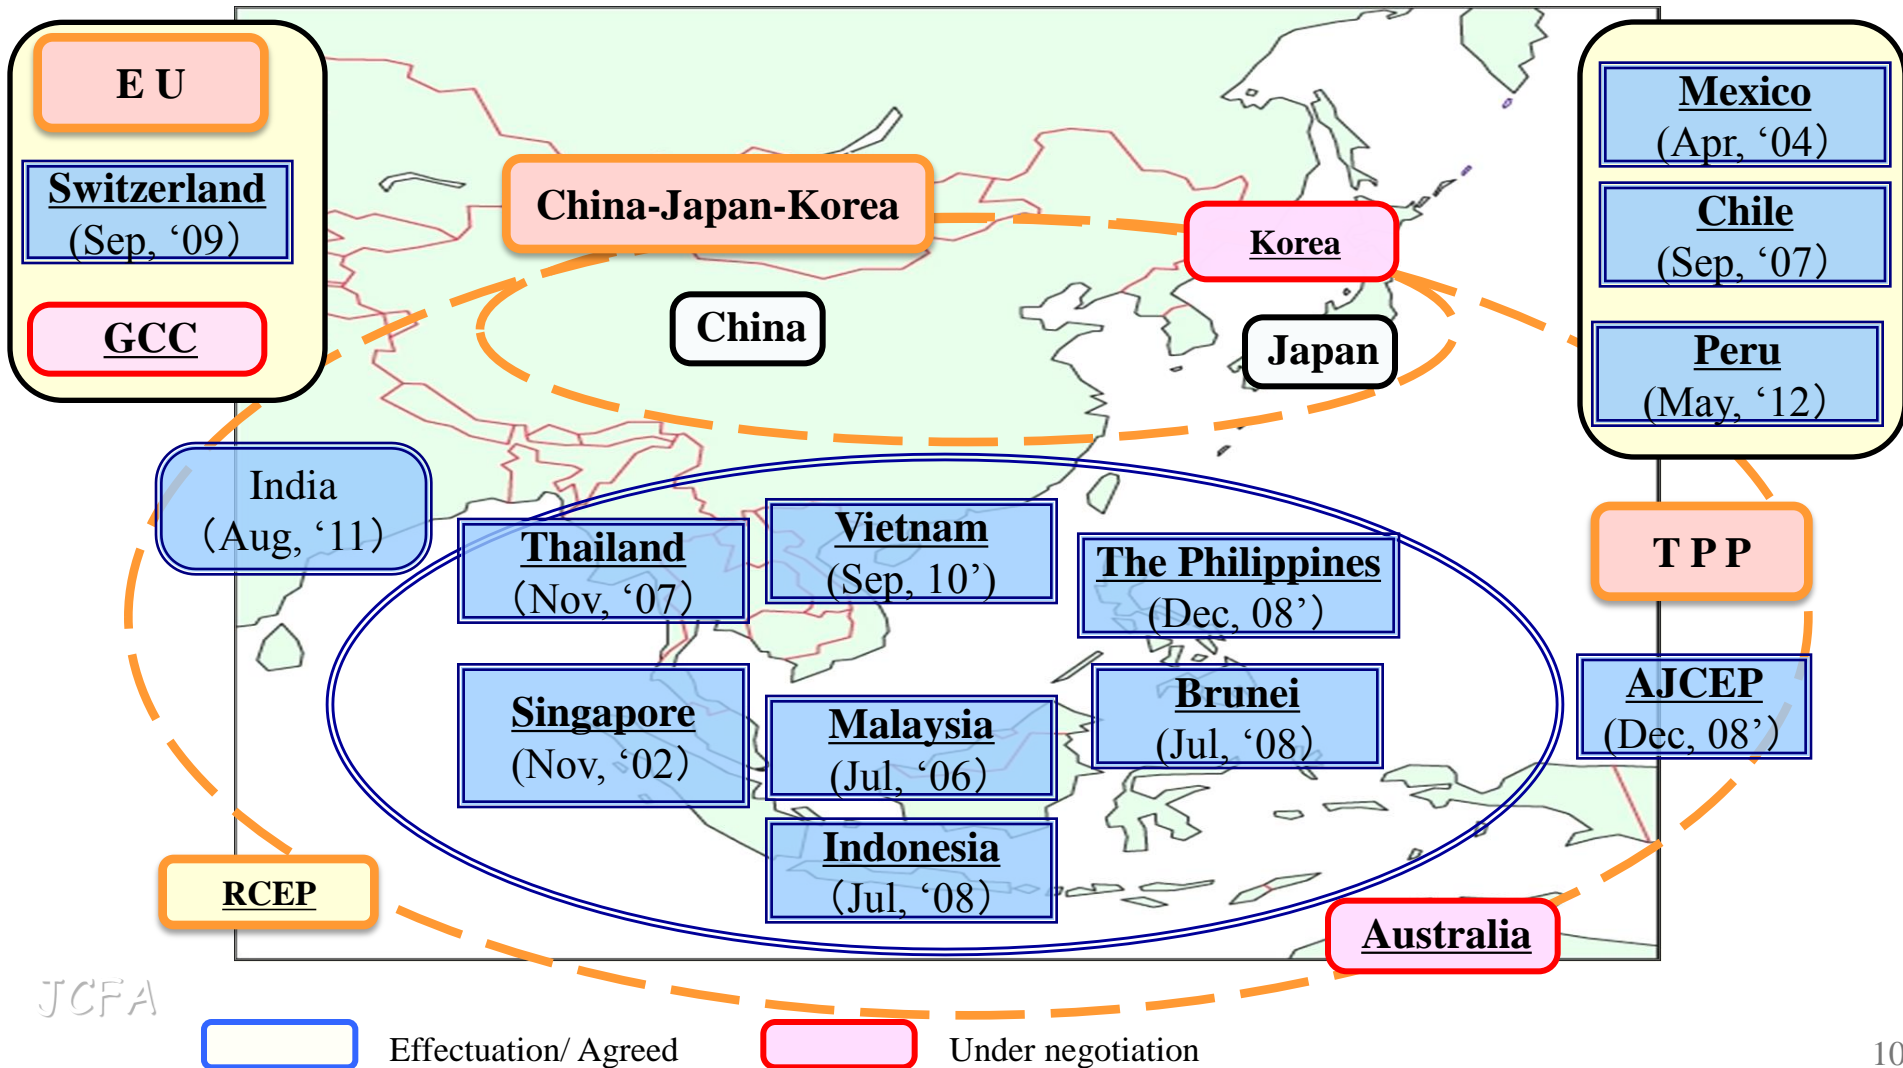 E U
Switzerland
(Sep, ‘09）
GCC
China-Japan-Korea
Korea
China
Japan
Mexico
(Apr, ‘04）
Chile
(Sep, ‘07）
Peru
(May, ‘12）
India
（Aug, ‘11）
Thailand
（Nov, ‘07）
Vietnam
(Sep, 10’)
The Philippines
(Dec, 08’）
T P P
Singapore
(Nov, ‘02）
Malaysia
(Jul, ‘06）
Brunei
(Jul, ‘08）
AJCEP
(Dec, 08’）
Indonesia
（Jul, ‘08）
RCEP
Australia
JCFA
Effectuation/ Agreed
Under negotiation
10